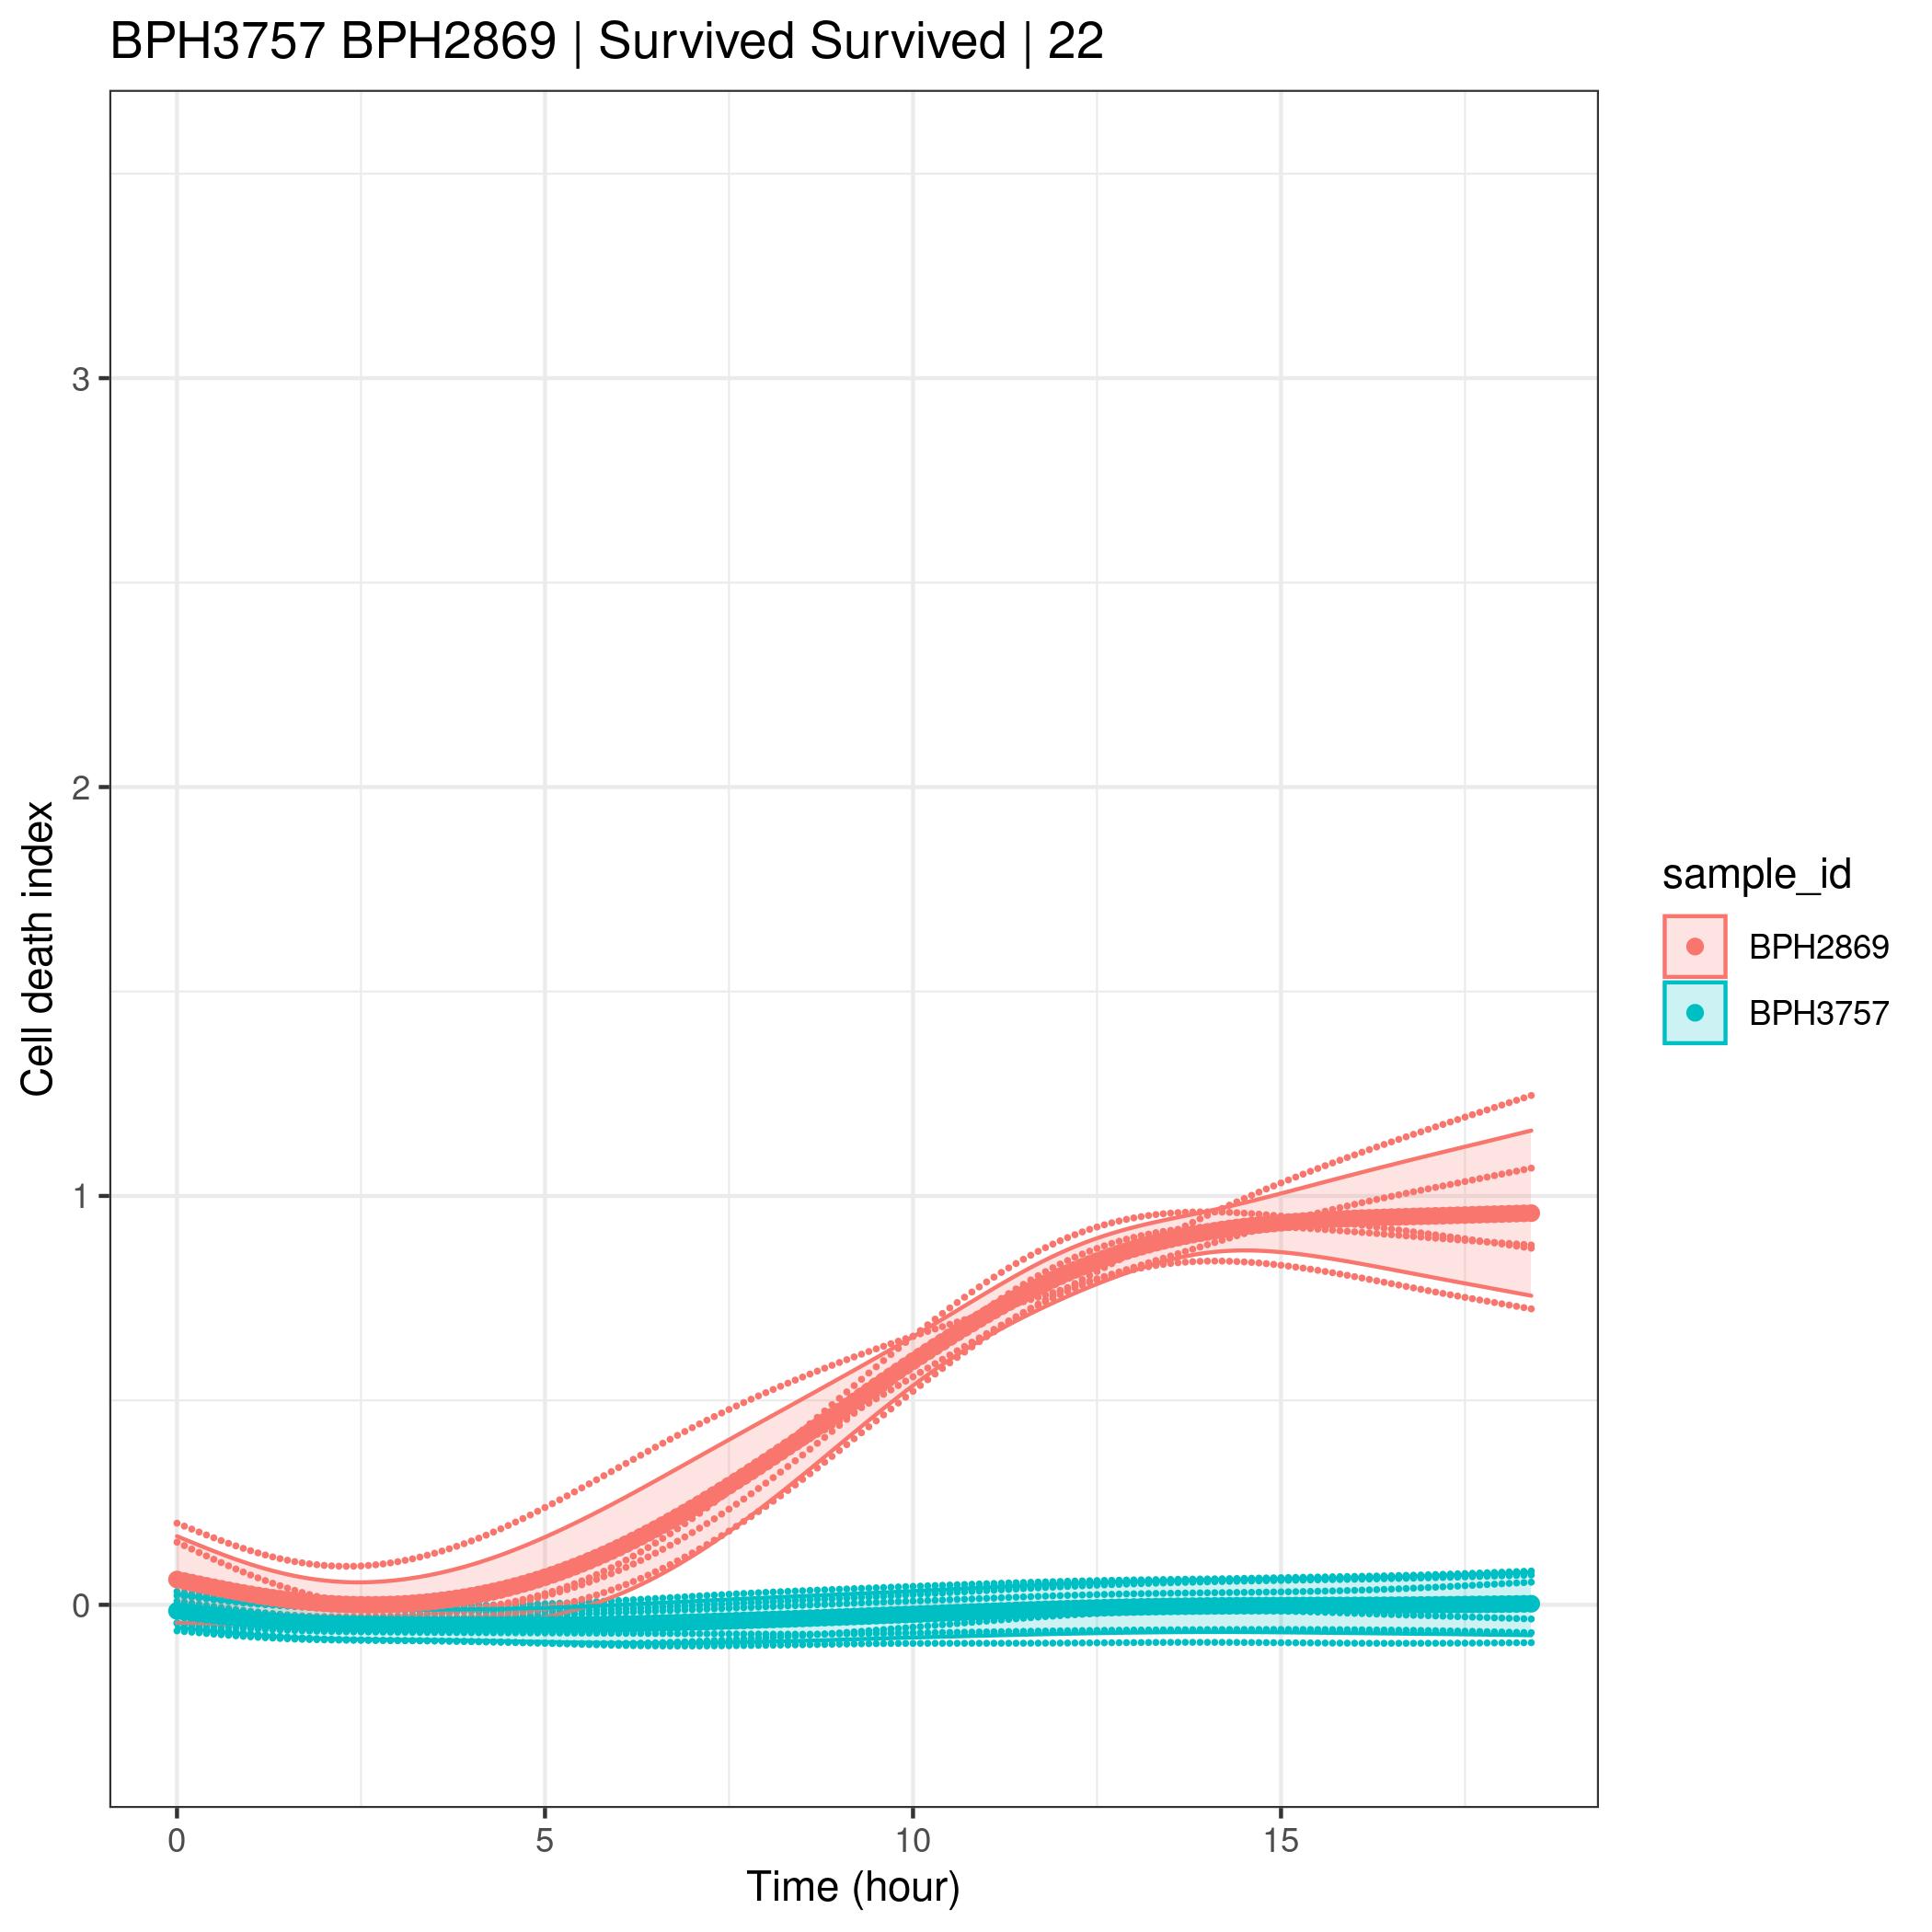 BPH3757 BPH2869 | Survived Survived | 22
Cell death index
3
2
1
0
0 5 10 15
Time (hour)
sample_id
BPH2869
BPH3757